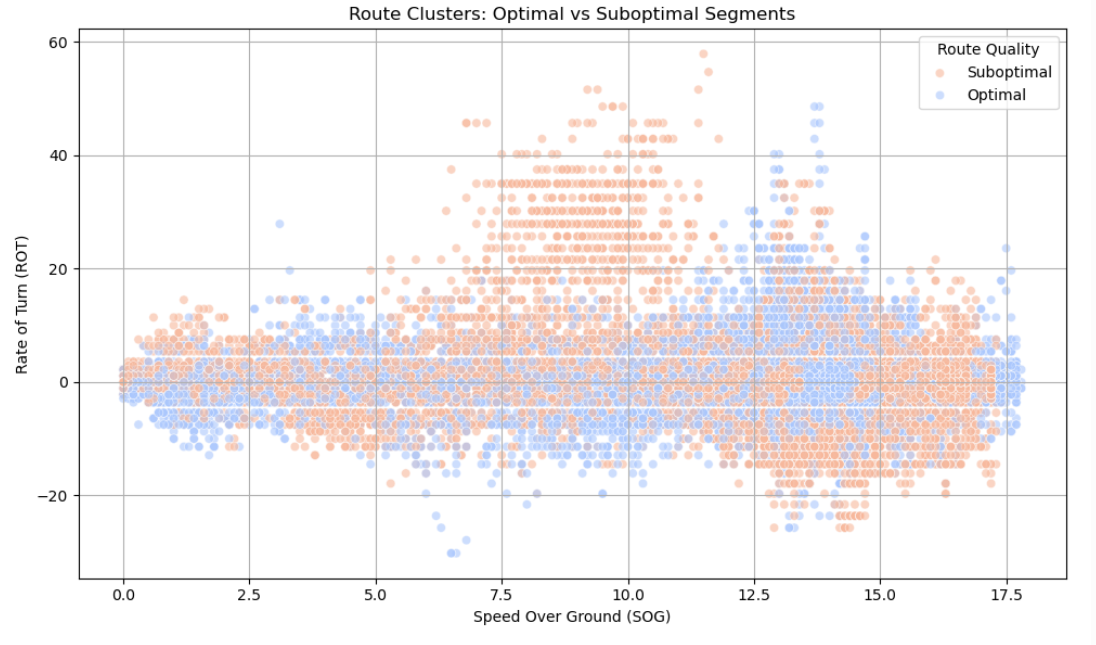 Route Clusters: Optimal vs Suboptimal Segments
Route Quality
Suboptimal
Optimal
Rate of Turn (ROT)
60
40
20
0
−20
0.0 2.5 5.0 7.5 10.0 12.5 15.0 17.5
Speed Over Ground (SOG)